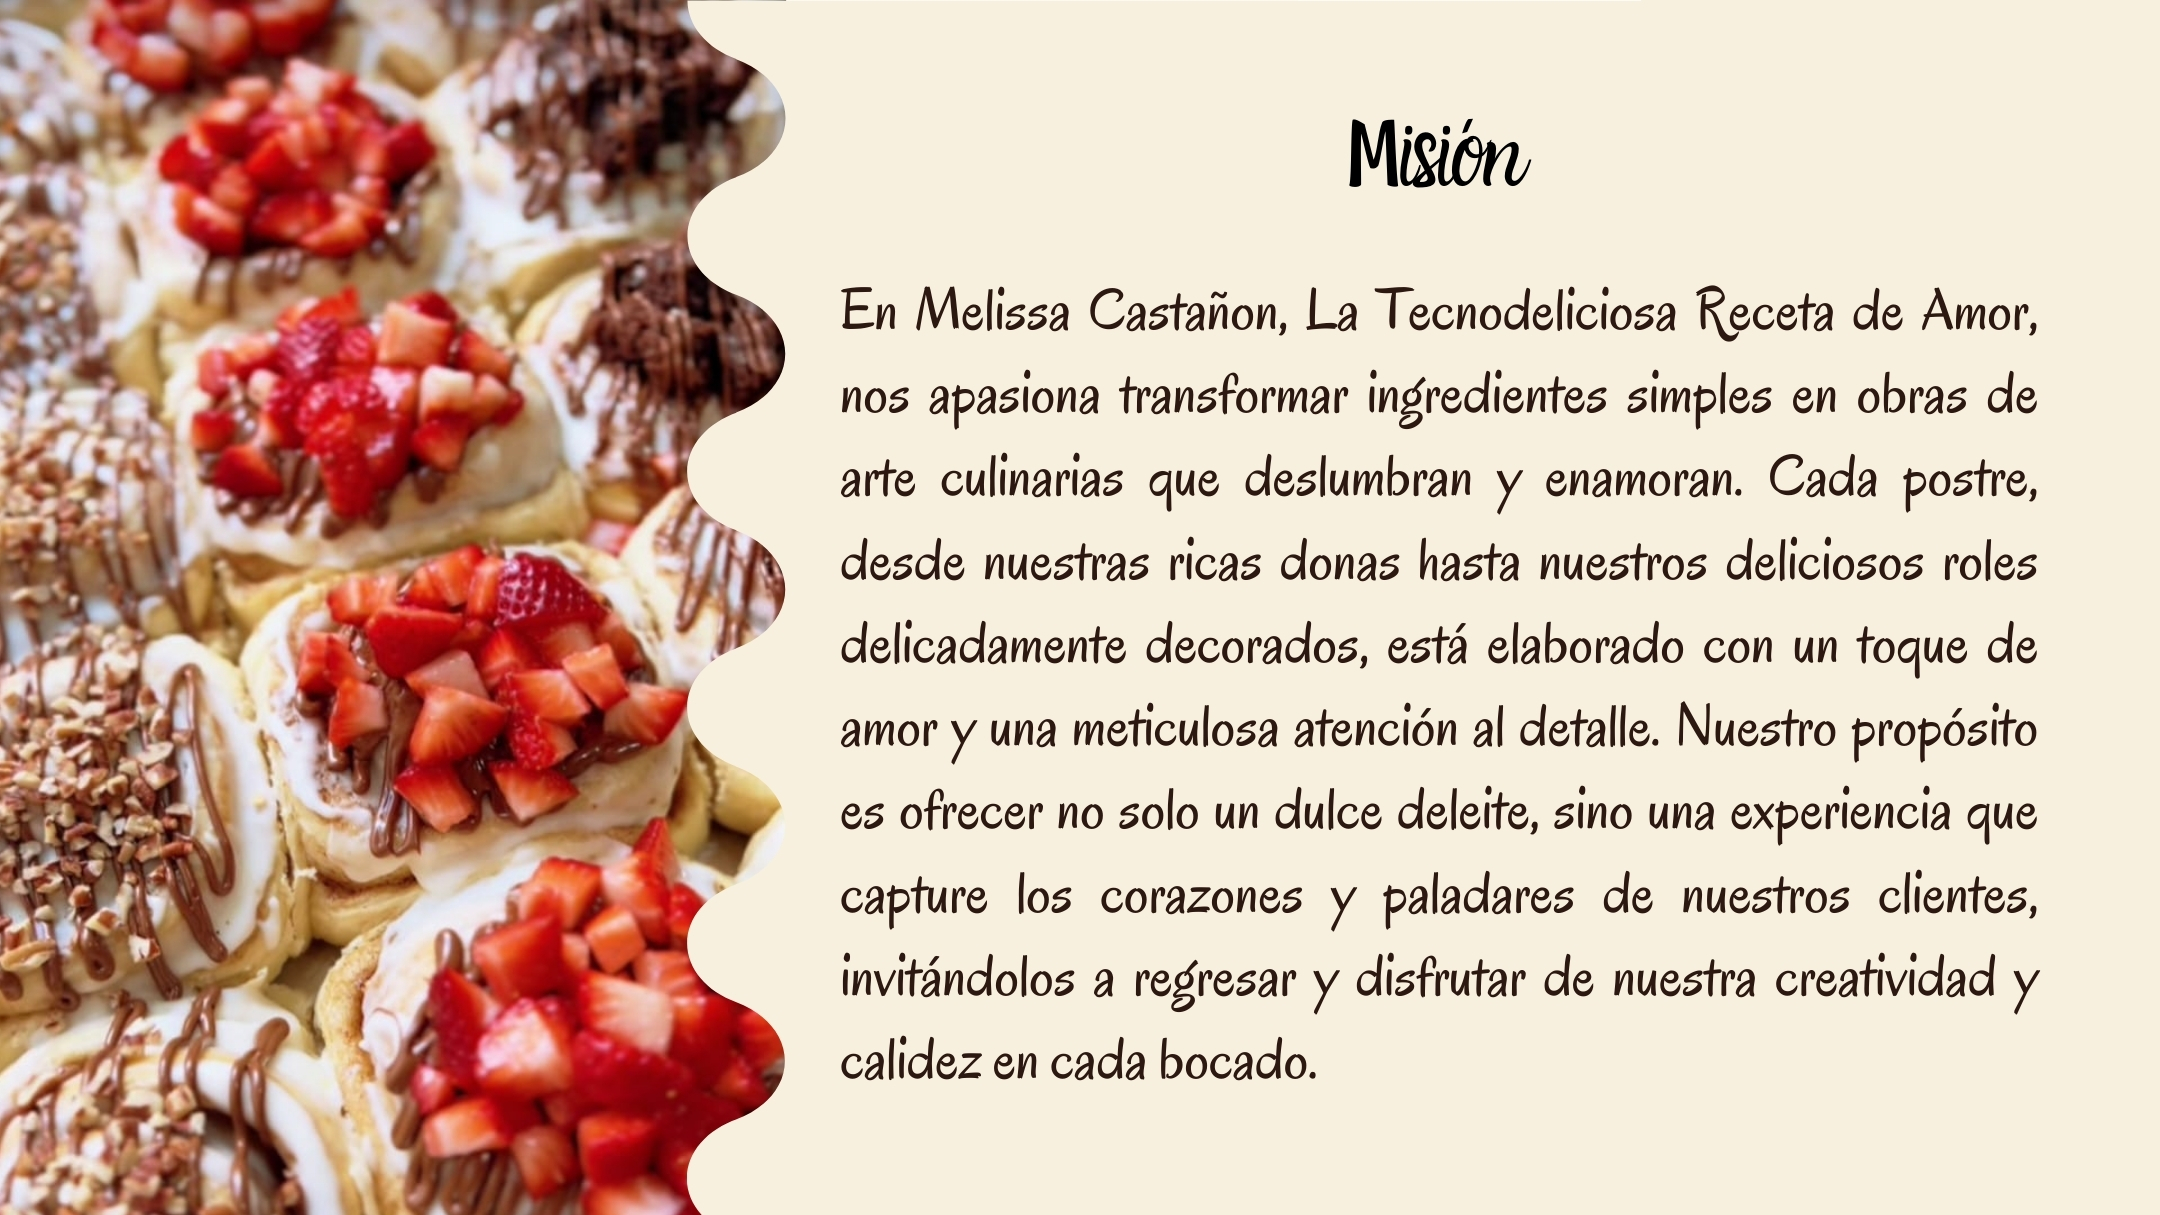 Misión
En Melissa Castañon, La Tecnodeliciosa Receta de Amor,
nos apasiona transformar ingredientes simples en obras de
arte culinarias que deslumbran y enamoran. Cada postre,
desde nuestras ricas donas hasta nuestros deliciosos roles
delicadamente decorados, está elaborado con un toque de
amor y una meticulosa atención al detalle. Nuestro propósito
es ofrecer no solo un dulce deleite, sino una experiencia que
capture los corazones y paladares de nuestros clientes,
invitándolos a regresar y disfrutar de nuestra creatividad y
calidez en cada bocado.